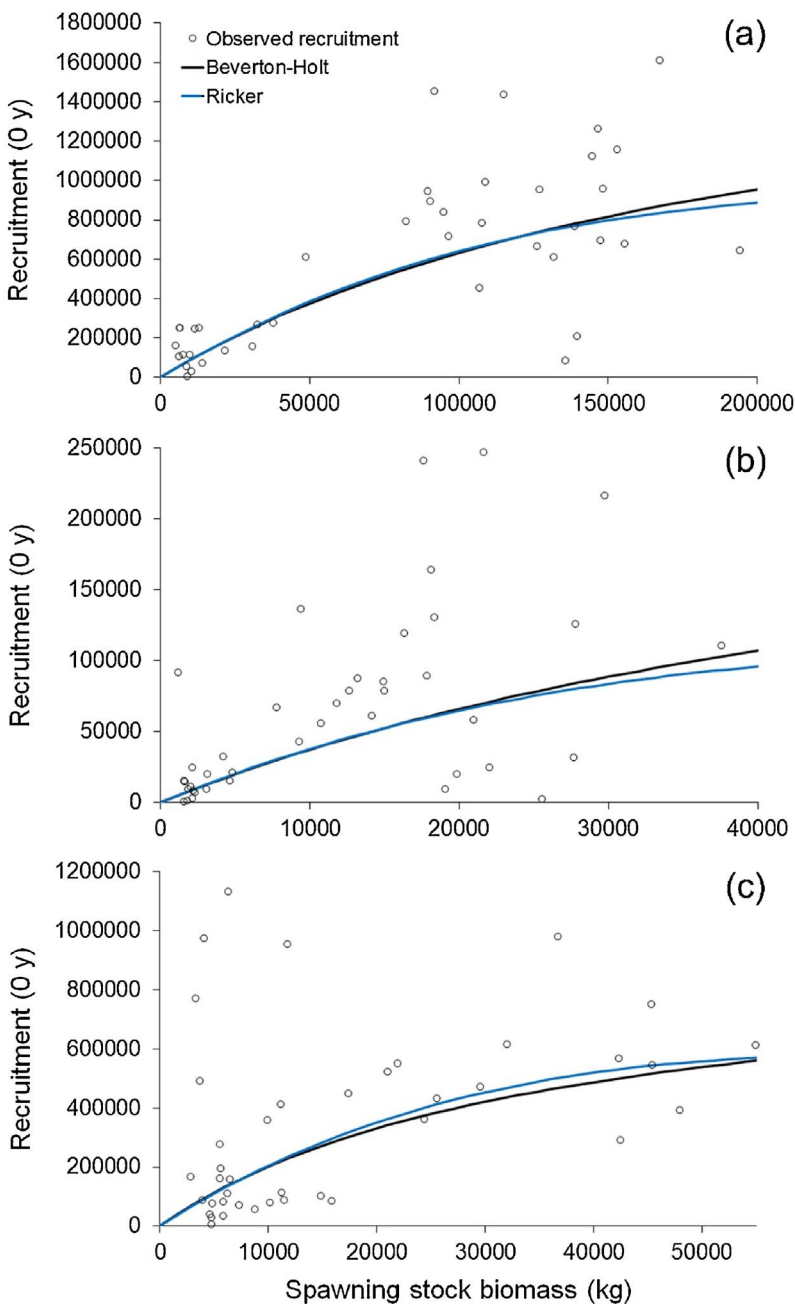 (a)
Observed recruitment
Beverton-Holt
Ricker
Recruitment (0 y)
1800000
1600000
1400000
1200000
1000000
800000
600000
400000
200000
0
0 50000 100000 150000 200000
(b)
Recruitment (0 y)
250000
200000
150000
100000
50000
0
0 10000 20000 30000 40000
(c)
Recruitment (0 y)
1200000
1000000
800000
600000
400000
200000
0
0 10000 20000 30000 40000 50000
Spawning stock biomass (kg)